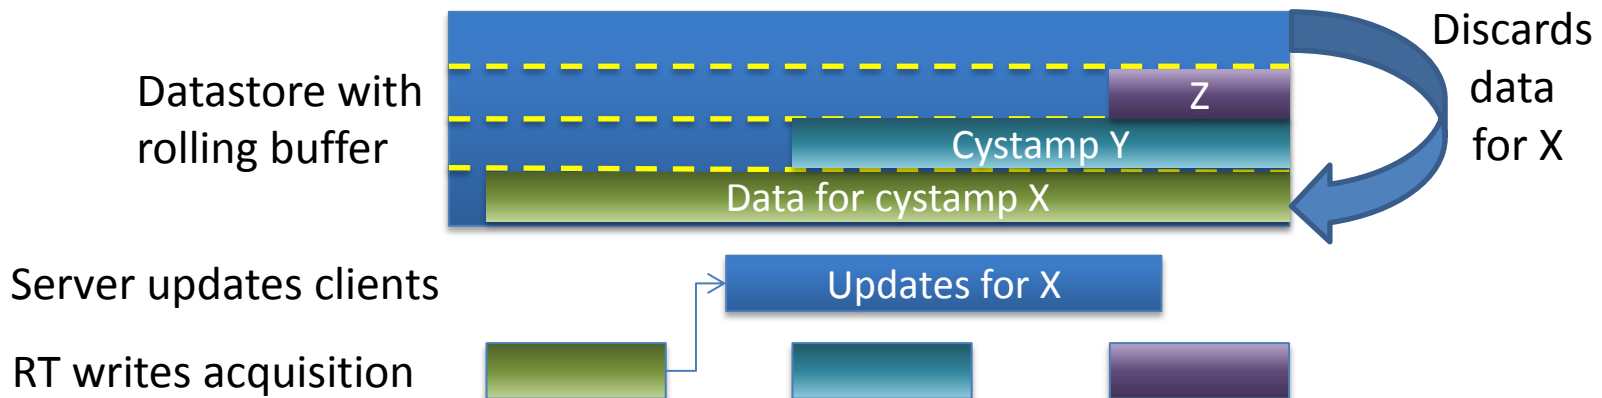 Datastore with
rolling buffer
Z
Cystamp Y
Data for cystamp X
Discards
data
for X
Server updates clients
Updates for X
RT writes acquisition